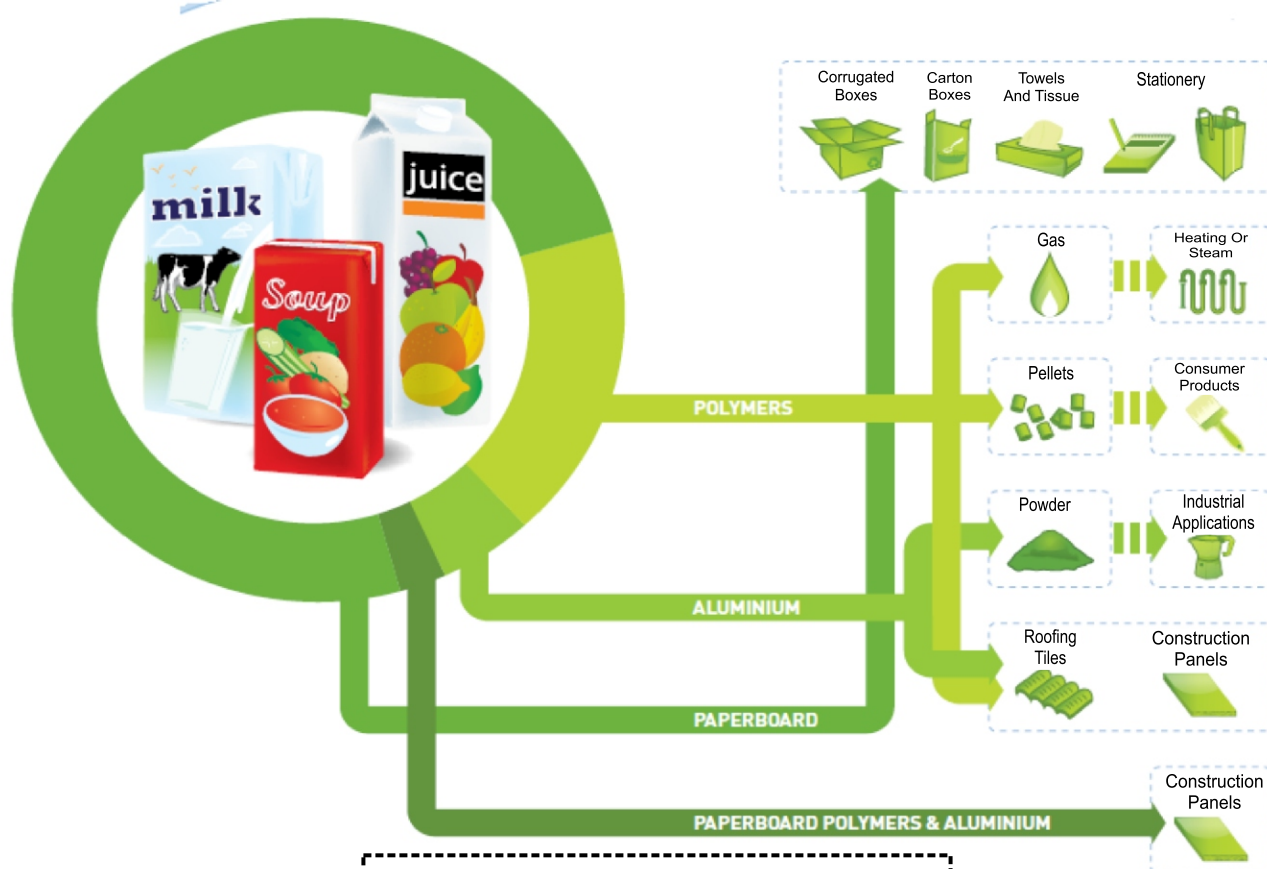 milk
juice
Soup
Corrugated
Boxes
Carton
Boxes
Towels
And Tissue
Stationery
Gas
Heating Or
Steam
POLYMERS
Pellets
Consumer
Products
Powder
Industrial
Applications
ALUMINIUM
Roofing
Tiles
Construction
Panels
PAPERBOARD
Construction
Panels
PAPERBOARD POLYMERS & ALUMINIUM